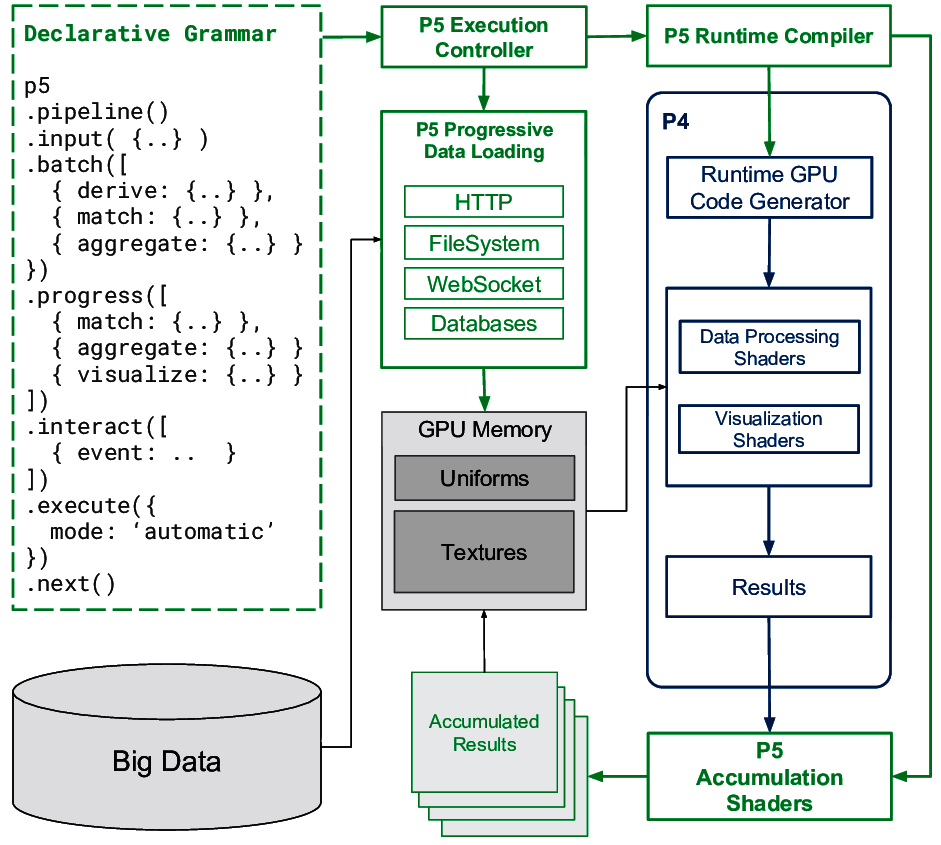 Declarative Grammar
p5
.pipeline()
.input( {..} )
.batch([
{ derive: {..} },
{ match: {..} },
{ aggregate: {..} }
})
.progress([
{ match: {..} },
{ aggregate: {..} }
{ visualize: {..} }
])
.interact([
{ event: .. }
])
.execute({
mode: ‘automatic’
})
.next()
Big Data
P5 Execution
Controller
P5 Progressive
Data Loading
HTTP
FileSystem
WebSocket
Databases
GPU Memory
Uniforms
Textures
Accumulated
Results
P5 Runtime Compiler
P4
Runtime GPU
Code Generator
Data Processing
Shaders
Visualization
Shaders
Results
P5
Accumulation
Shaders